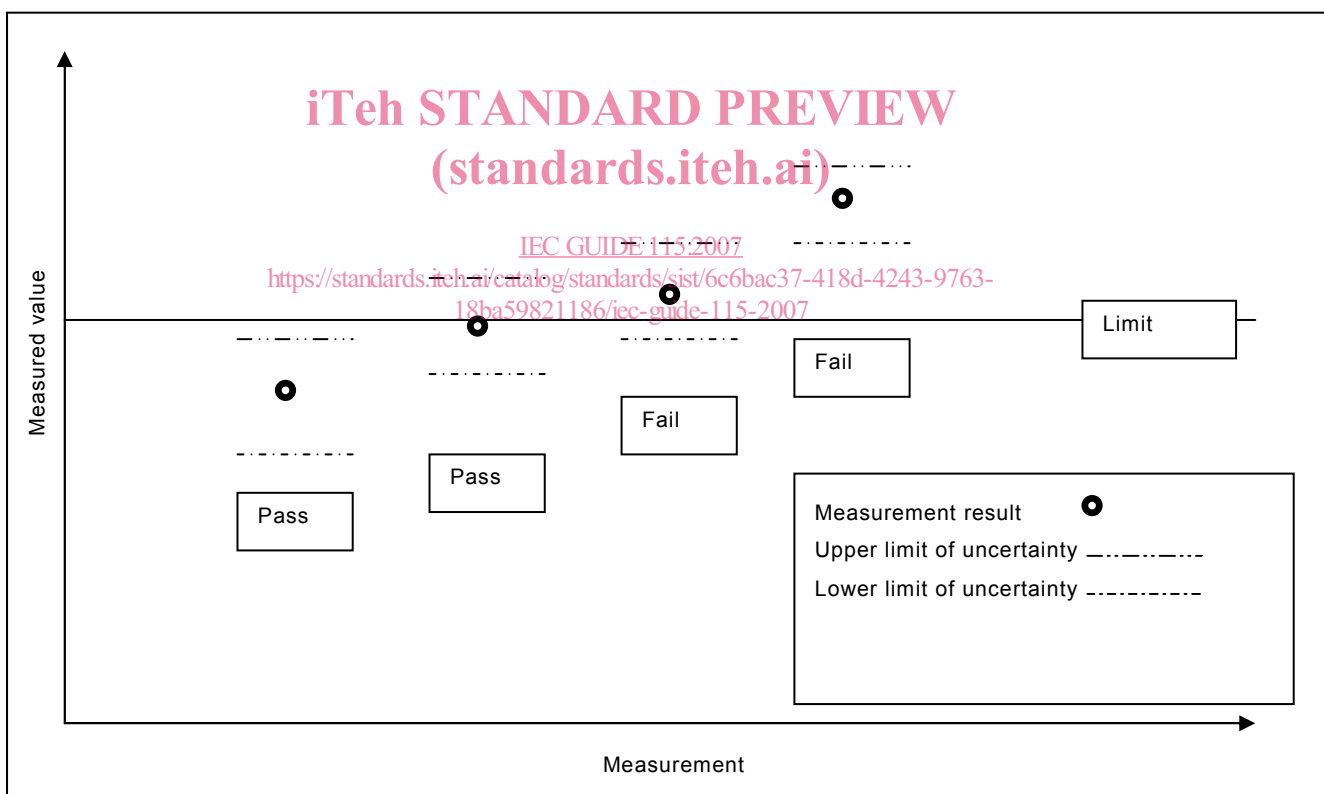 iTeh STANDARD PREVIEW
(standards.iteh.ai)
IEC GUIDE 115:2007
https://standards.iteh.ai/catalog/standards/sist/6c6bac37-418d-4243-9763-
18ba59821186/iec-guide-115-2007
Measured value
Limit
Fail
Fail
Pass
Pass
Measurement result
Upper limit of uncertainty
Lower limit of uncertainty
Measurement